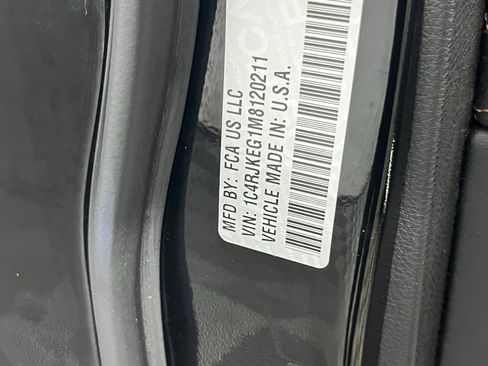 MFD BY: FCA US LLC
VIN: 1C4RJKEG1M8120211
VEHICLE MADE IN: U.S.A.